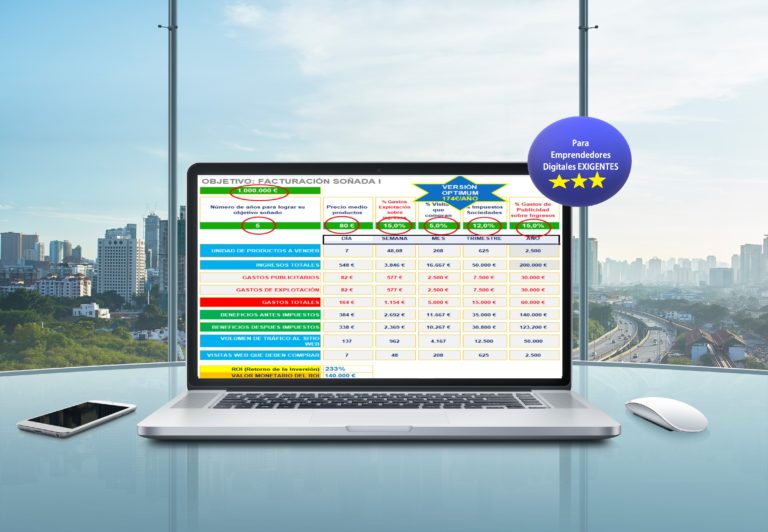 Para
Emprendedores
Digitales EXIGENTES
OBJETIVO: FACTURACIÓN SOÑADA I
1.000.000 €
VERSIÓN
OPTIMUM
174€/AÑO
Número de años para lograr su
objetivo soñado
Precio medio
productos
% Gastos
Explotación
sobre
% Visita
que
compran
% Impuestos
Sociedades
% Gastos de
Publicidad
sobre Ingresos
5 80 € 15,0% 5,0% 12,0% 15,0%
DÍA SEMANA MES TRIMESTRE AÑO
UNIDAD DE PRODUCTOS A VENDER 7 48,08 208 625 2.500
INGRESOS TOTALES 548 € 3.846 € 16.667 € 50.000 € 200.000 €
GASTOS PUBLICITARIOS 82 € 577 € 2.500 € 7.500 € 30.000 €
GASTOS DE EXPLOTACIÓN 82 € 577 € 2.500 € 7.500 € 30.000 €
GASTOS TOTALES 164 € 1.154 € 5.000 € 15.000 € 60.000 €
BENEFICIOS ANTES IMPUESTOS 384 € 2.692 € 11.667 € 35.000 € 140.000 €
BENIFICIOS DESPUES IMPUESTOS 338 € 2.369 € 10.267 € 30.800 € 123.200 €
VOLUMEN DE TRÁFICO AL SITIO
WEB
137 962 4.167 12.500 50.000
VISITAS WEB QUE DEBEN COMPRAR 7 48 208 625 2.500
ROI (Retorno de la Inversión) 233%
VALOR MONETARIO DEL ROI 140.000 €